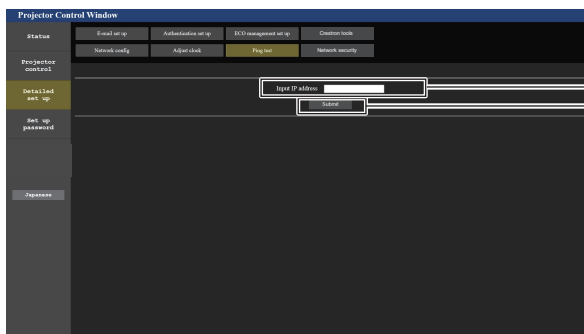 Projector Control Window
Status
E-mail set up
Authentication set up
ECO management set up
Crestron tools
Network config
Adjust clock
Ping test
Network security
Projector
control
Detailed
set up
Set up
password
Japanese
Input IP address
Submit